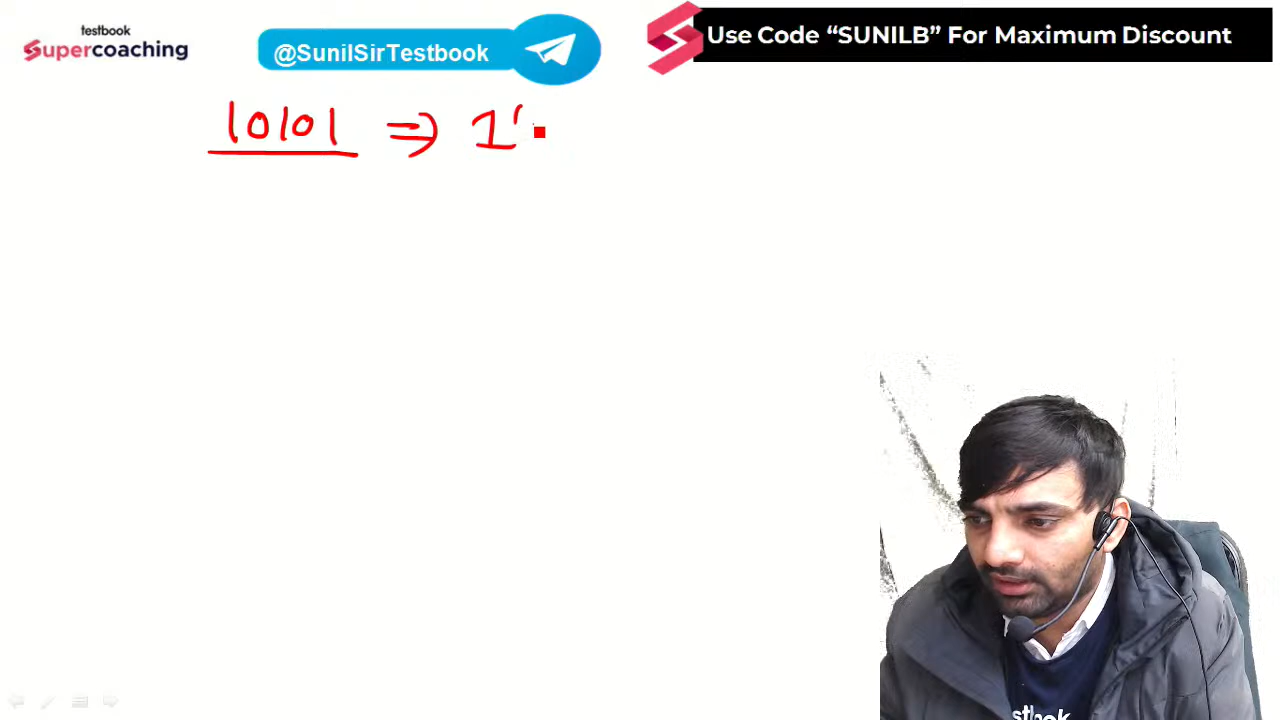 testbook
Supercoaching
@SunilSirTestbook
Use Code “SUNILB” For Maximum Discount
10101 ⇒ 1'